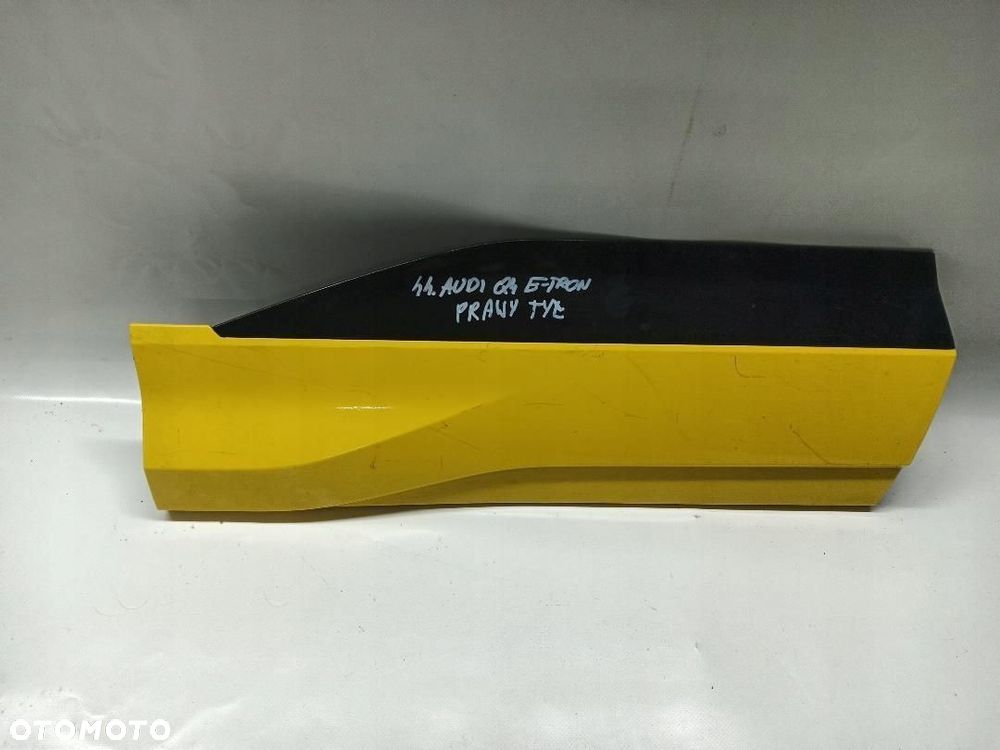 44. AUDI Q4 E-TRON
PRAWY TYŁ
OTOMOTO